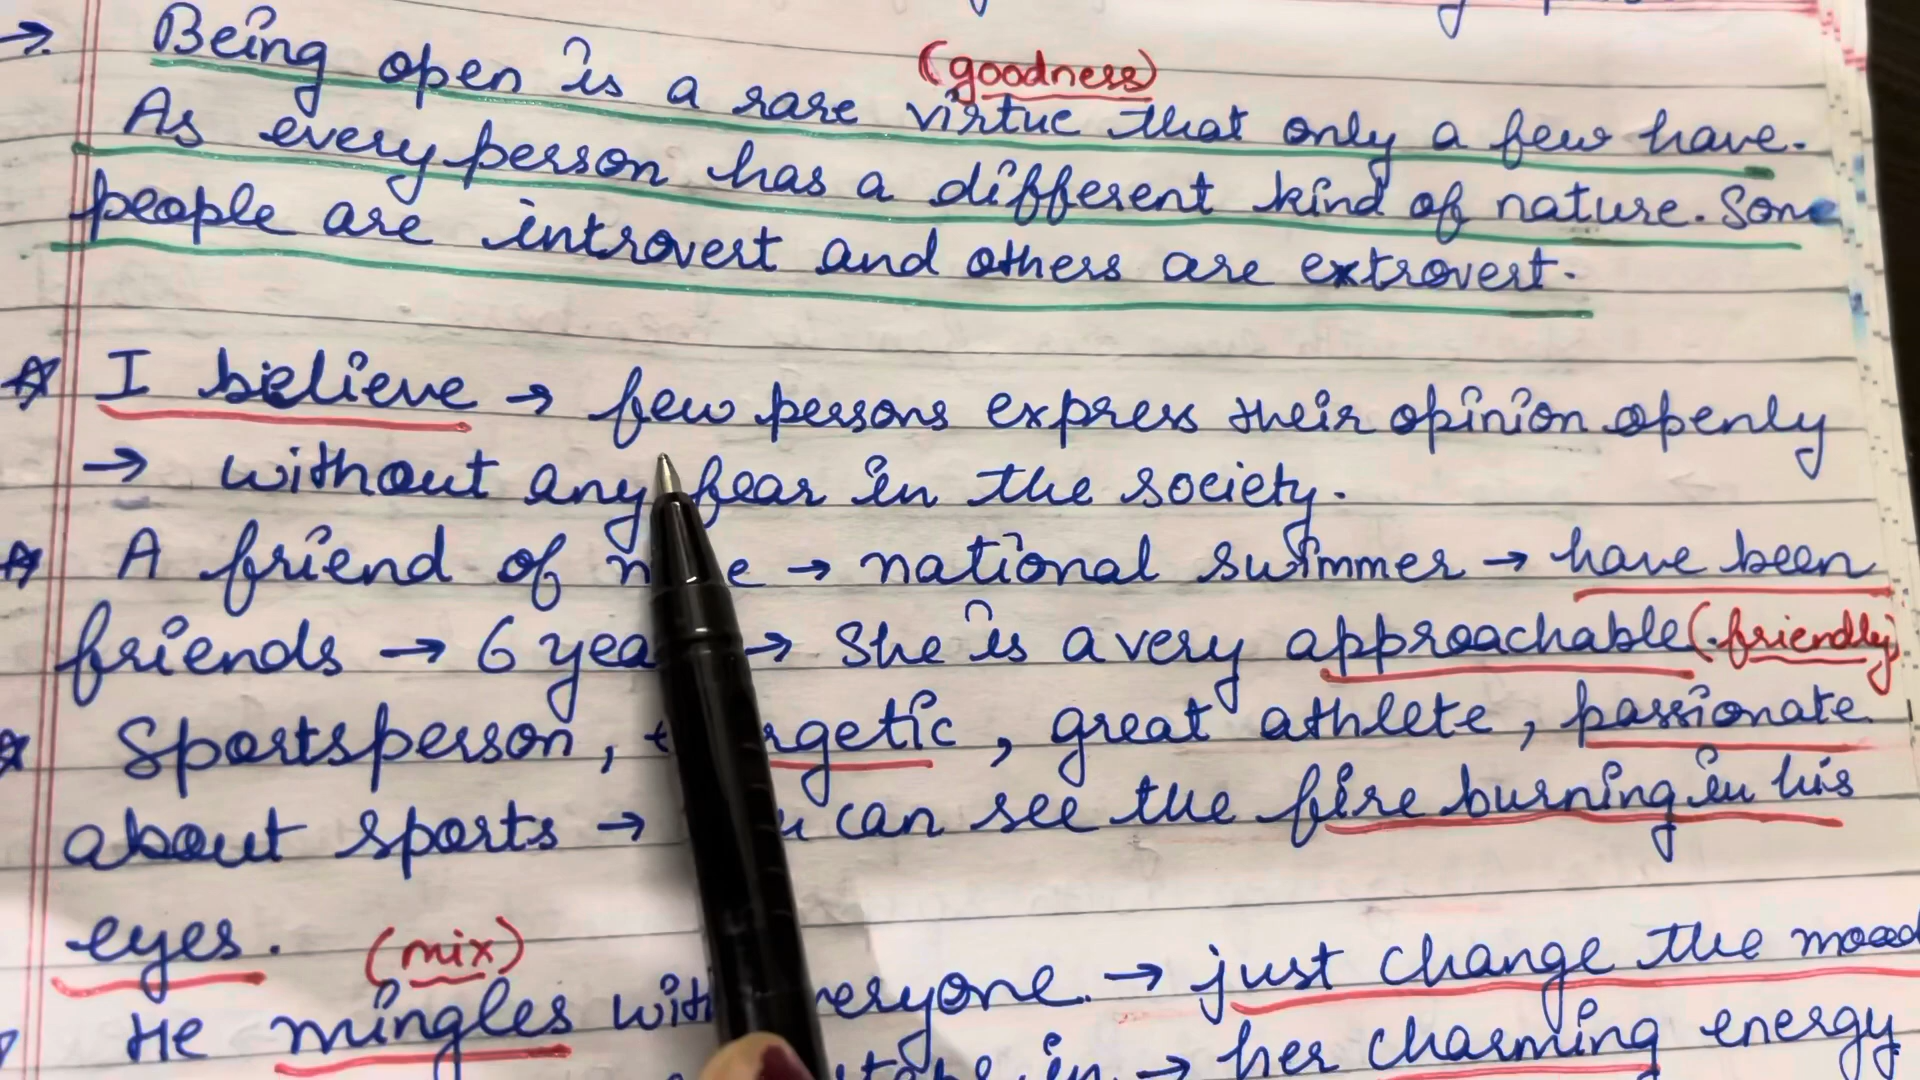 (goodness)
→. Being open is a rare virtue that only a few have.
As every person has a different kind of nature. Some
people are introvert and others are extrovert.
☆ I believe → few persons express their opinion openly
→ without any fear in the society.
☆ A friend of → national swimmer → have been
friends → 6 → She is a very approachable (friendly)
☆ Sportsperson, , great athlete, passionate
about sports → can see the fire burning in his
eyes. (mix)
He mingles → just change the mood
in → her charming energy